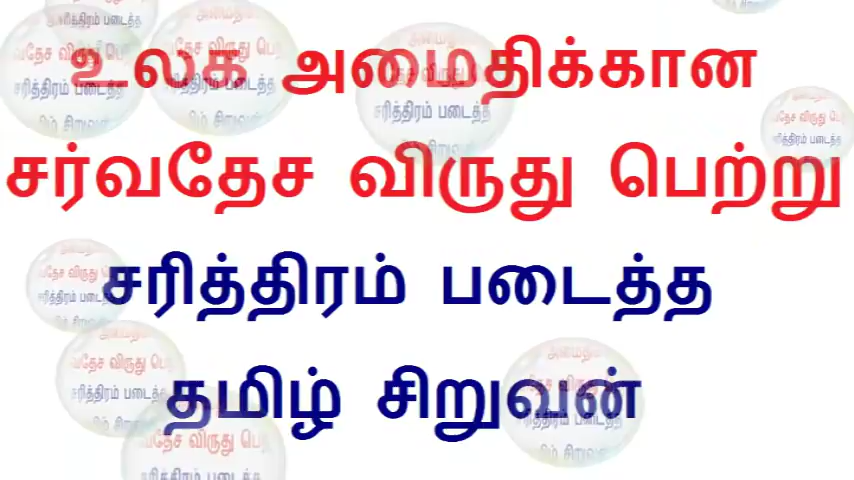 உலக அமைதிக்கான
சர்வதேச விருது பெற்று
சரித்திரம் படைத்த
தமிழ் சிறுவன்